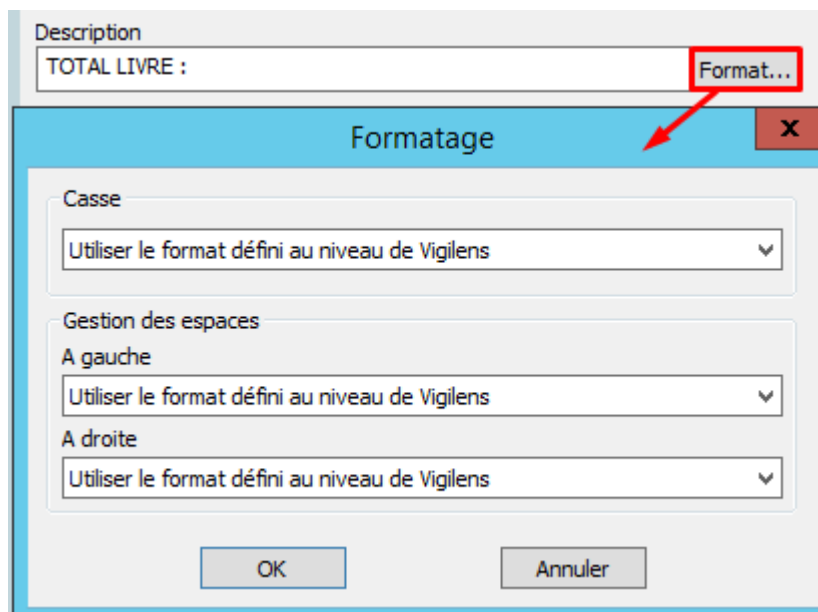 Description
TOTAL LIVRE :
Format...
Formatage
x
Casse
Utiliser le format défini au niveau de Vigilens
Gestion des espaces
A gauche
Utiliser le format défini au niveau de Vigilens
A droite
Utiliser le format défini au niveau de Vigilens
OK
Annuler